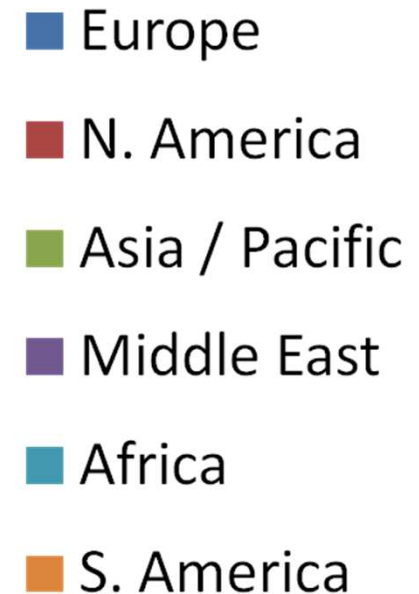 Europe
N. America
Asia / Pacific
Middle East
Africa
S. America